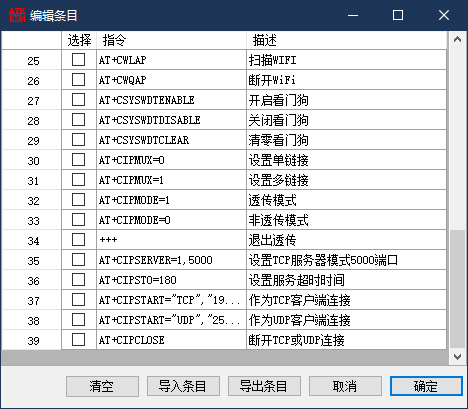 编辑条目
选择 指令 描述
25 AT+CWLAP 扫描WIFI
26 AT+CWQAP 断开WiFi
27 AT+CSYSWDTENABLE 开启看门狗
28 AT+CSYSWDTDISABLE 关闭看门狗
29 AT+CSYSWDTCLEAR 清零看门狗
30 AT+CIPMUX=0 设置单链接
31 AT+CIPMUX=1 设置多链接
32 AT+CIPMODE=1 透传模式
33 AT+CIPMODE=0 非透传模式
34 +++ 退出透传
35 AT+CIPSERVER=1,5000 设置TCP服务器模式5000端口
36 AT+CIPSTO=180 设置服务超时时间
37 AT+CIPSTART="TCP","19... 作为TCP客户端连接
38 AT+CIPSTART="UDP","25... 作为UDP客户端连接
39 AT+CIPCLOSE 断开TCP或UDP连接
清空 导入条目 导出条目 取消 确定